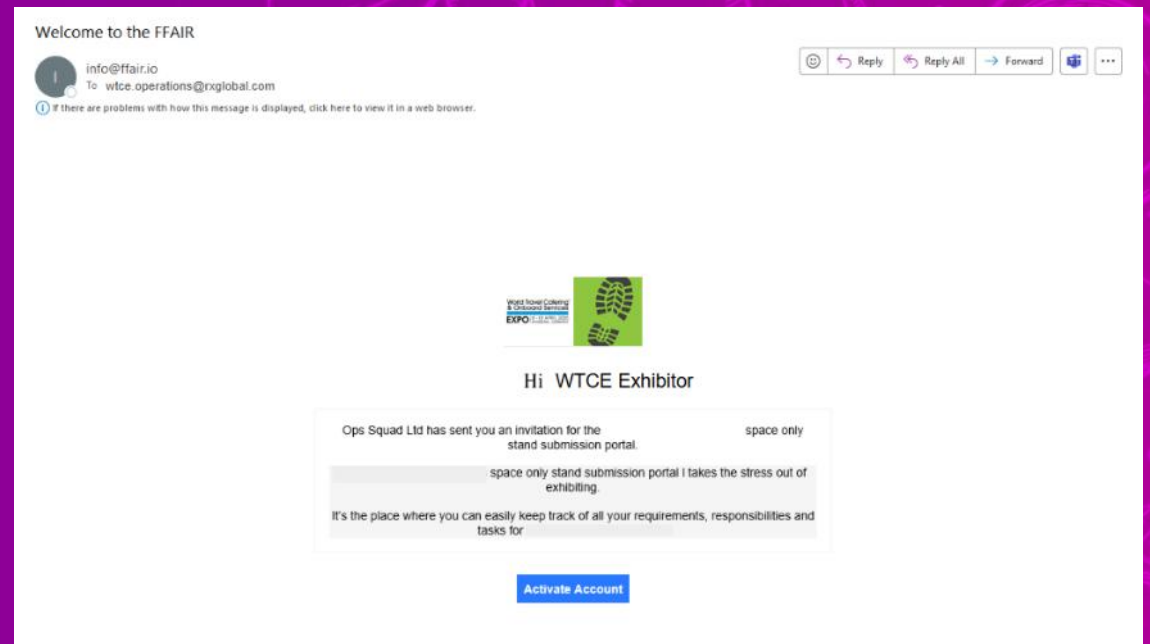 Welcome to the FFAIR
I
info@ffair.io
To wtce.operations@rxglobal.com
Reply
Reply All
Forward
If there are problems with how this message is displayed, click here to view it in a web browser.
World Travel Catering
& Onboard Services
EXPO
Hi WTCE Exhibitor
Ops Squad Ltd has sent you an invitation for the space only
stand submission portal.
space only stand submission portal I takes the stress out of
exhibiting.
It's the place where you can easily keep track of all your requirements, responsibilities and
tasks for
Activate Account